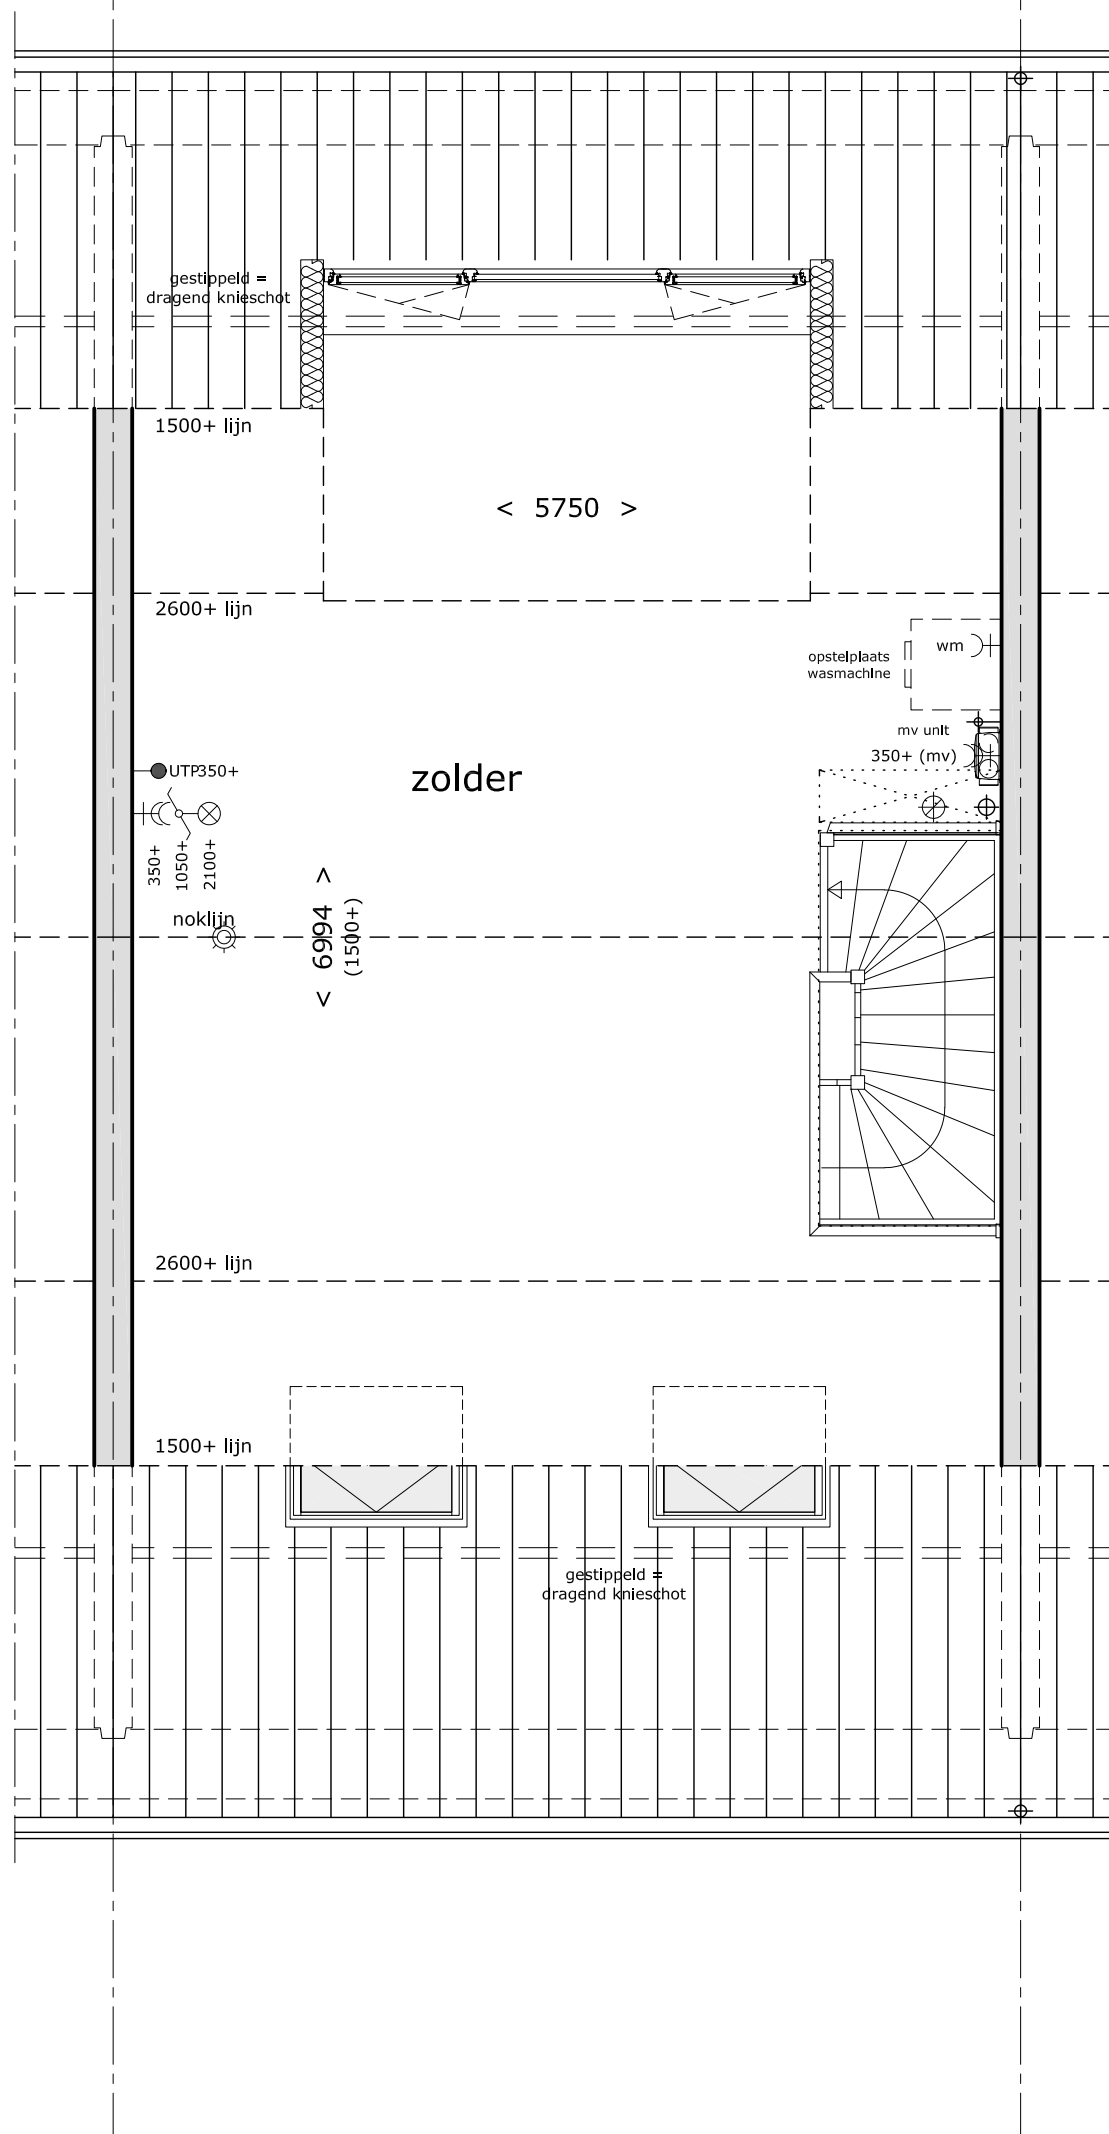 gestippeld =
dragend knieschot
1500+ lijn
< 5750 >
2600+ lijn
opstelplaats
wasmachine
wm
mv unit
350+ (mv)
UTP350+
zolder
350+
1050+
2100+
noklijn
< 6994 >
(1500+)
2600+ lijn
1500+ lijn
gestippeld =
dragend knieschot